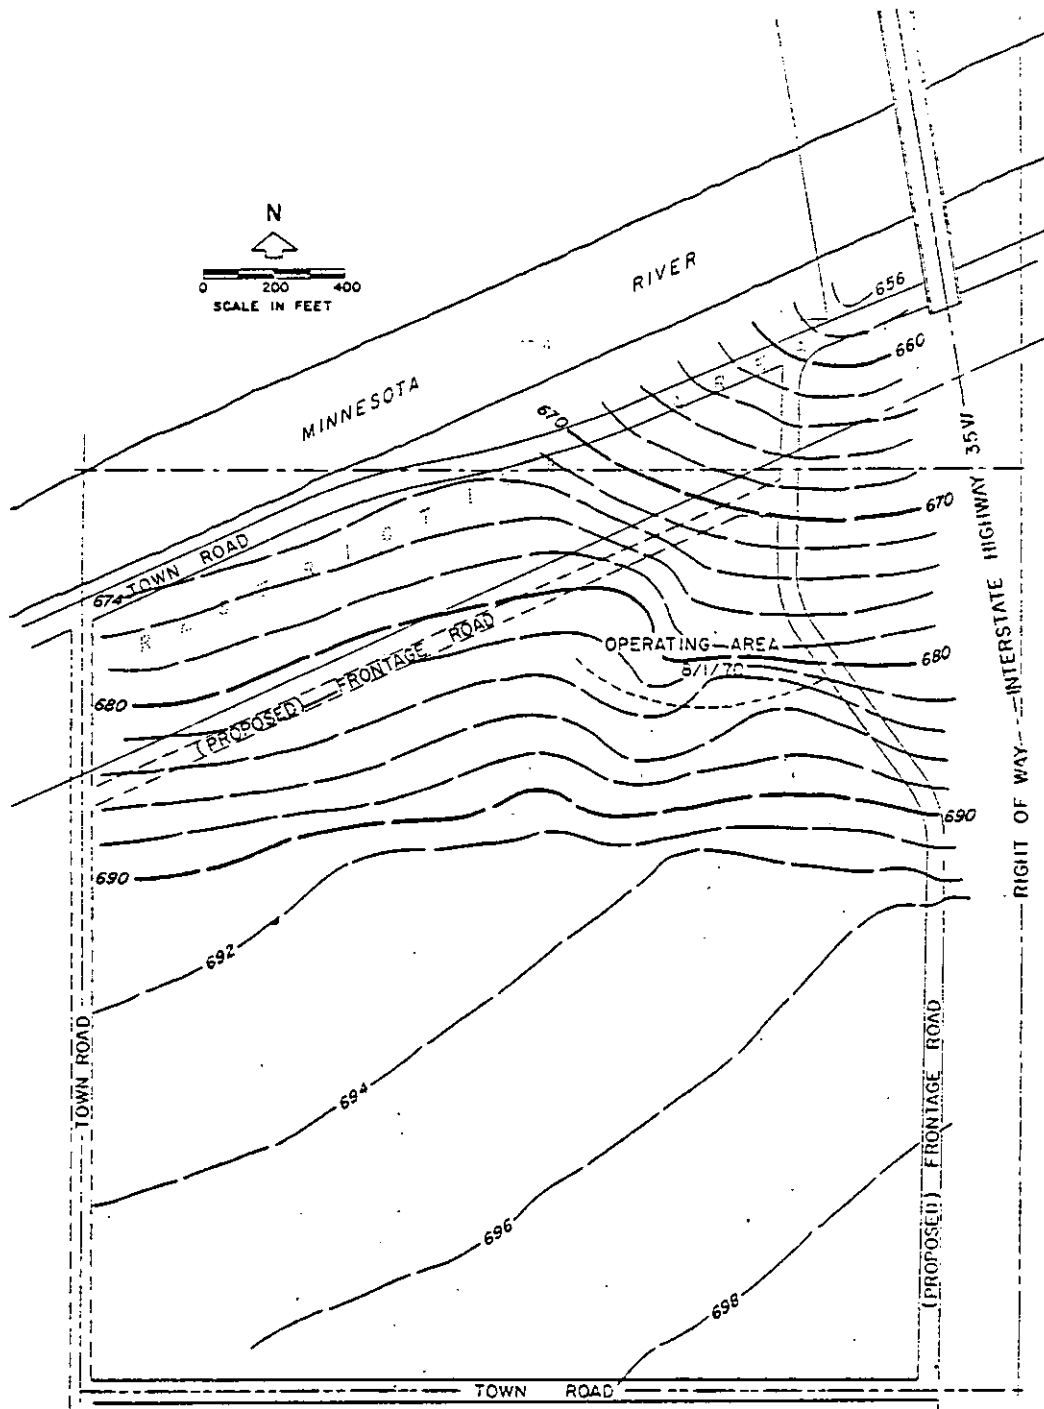 N
0 200 400
SCALE IN FEET
RIVER
MINNESOTA
656
660
670
35W
670
INTERSTATE HIGHWAY
TOWN ROAD
674
OPERATING AREA
8/1/70
680
680
(PROPOSED) FRONTAGE ROAD
690
690
RIGHT OF WAY
692
TOWN ROAD
694
(PROPOSED) FRONTAGE ROAD
696
698
TOWN ROAD